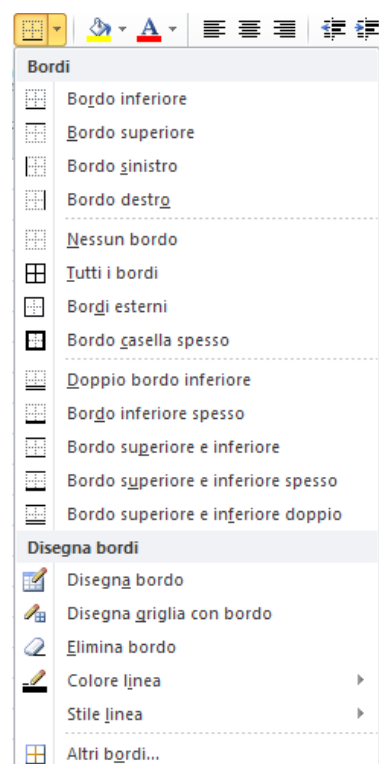 A
Bordi
Bordo inferiore
Bordo superiore
Bordo sinistro
Bordo destro
Nessun bordo
Tutti i bordi
Bordi esterni
Bordo casella spesso
Doppio bordo inferiore
Bordo inferiore spesso
Bordo superiore e inferiore
Bordo superiore e inferiore spesso
Bordo superiore e inferiore doppio
Disegna bordi
Disegna bordo
Disegna griglia con bordo
Elimina bordo
Colore linea
Stile linea
Altri bordi...